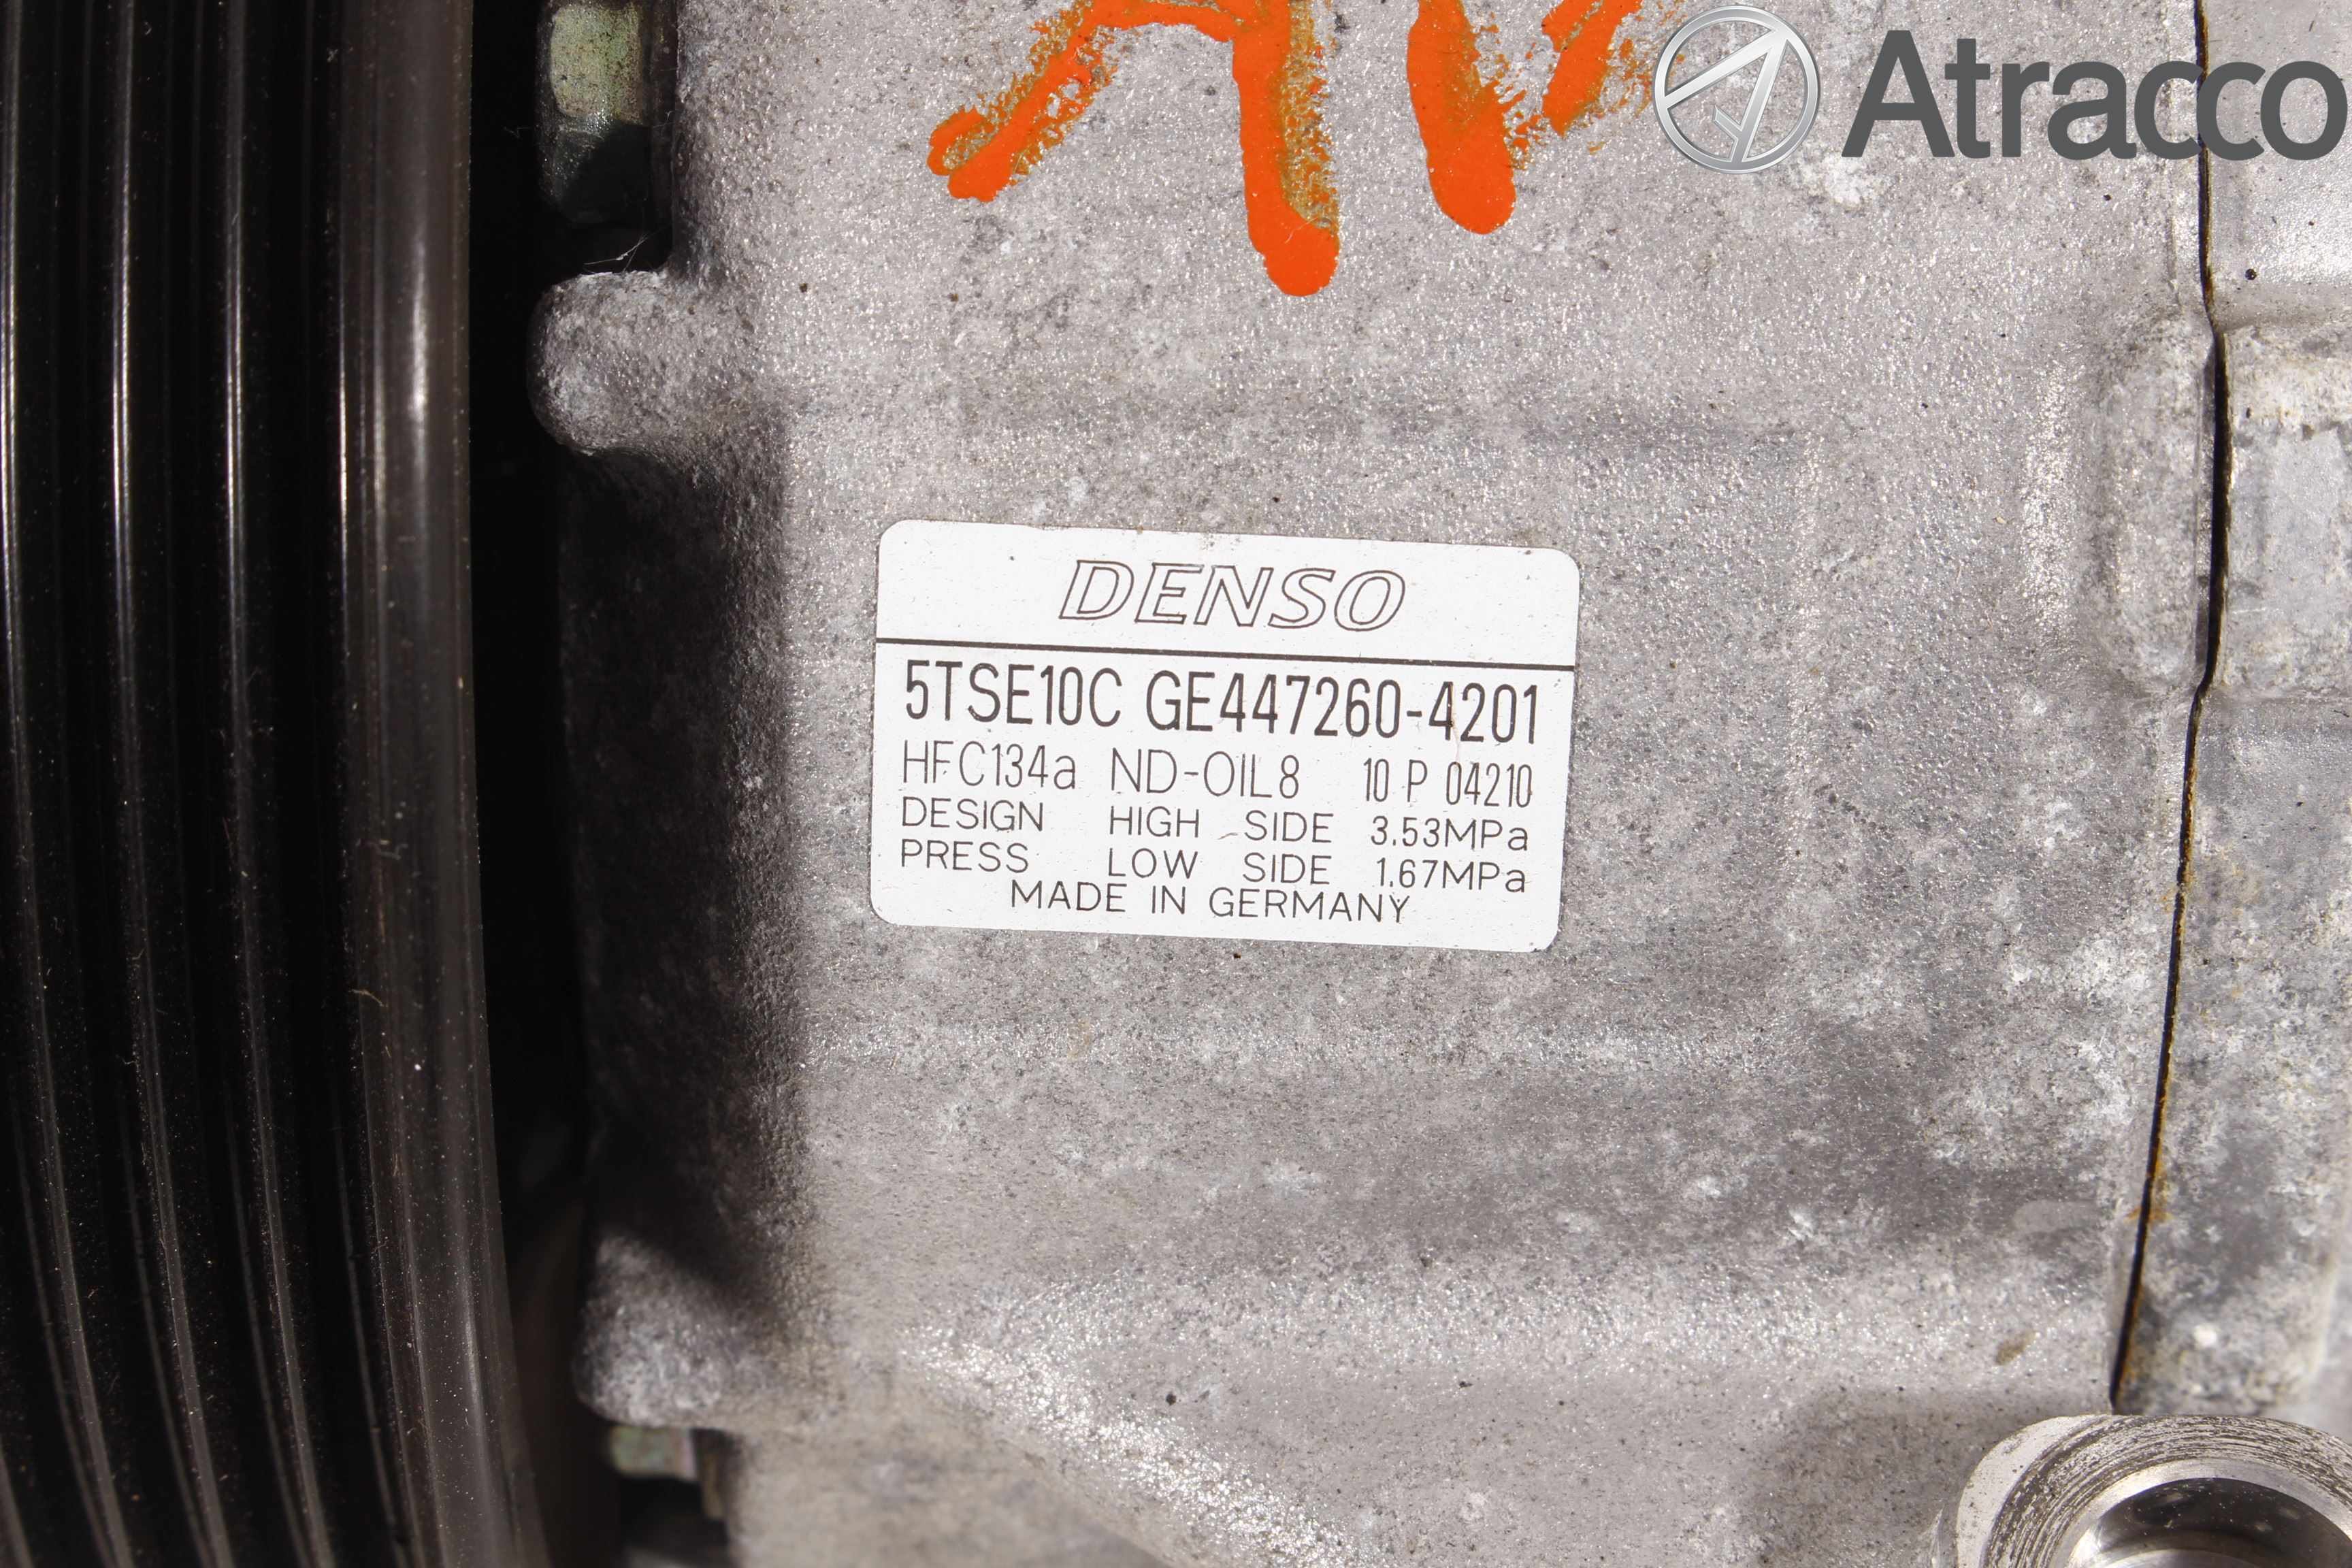 Atracco
DENSO
5TSE10C GE447260-4201
HFC134a ND-OIL8 10 P 04210
DESIGN HIGH SIDE 3.53MPa
PRESS LOW SIDE 1.67MPa
MADE IN GERMANY